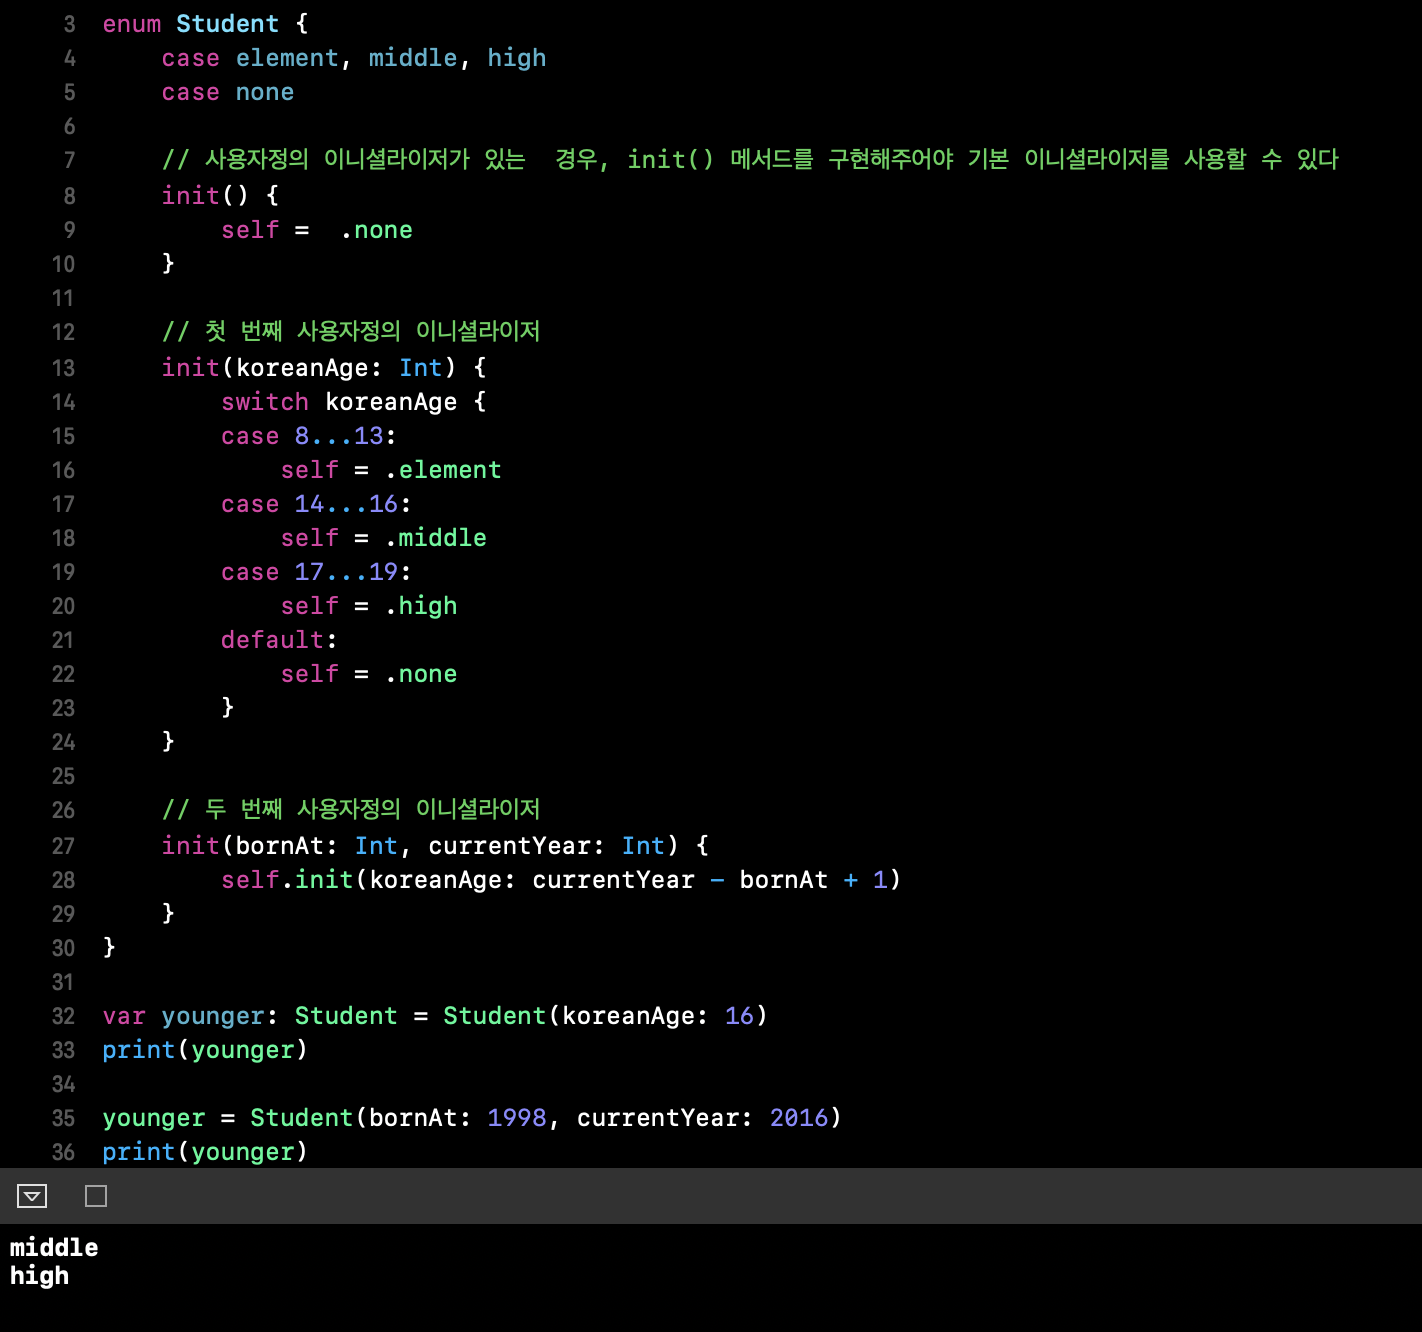 3 enum Student {
4     case element, middle, high
5     case none
6
7     // 사용자정의 이니셜라이저가 있는  경우, init() 메서드를 구현해주어야 기본 이니셜라이저를 사용할 수 있다
8     init() {
9         self =  .none
10     }
11
12     // 첫 번째 사용자정의 이니셜라이저
13     init(koreanAge: Int) {
14         switch koreanAge {
15         case 8...13:
16             self = .element
17         case 14...16:
18             self = .middle
19         case 17...19:
20             self = .high
21         default:
22             self = .none
23         }
24     }
25
26     // 두 번째 사용자정의 이니셜라이저
27     init(bornAt: Int, currentYear: Int) {
28         self.init(koreanAge: currentYear - bornAt + 1)
29     }
30 }
31
32 var younger: Student = Student(koreanAge: 16)
33 print(younger)
34
35 younger = Student(bornAt: 1998, currentYear: 2016)
36 print(younger)
middle
high